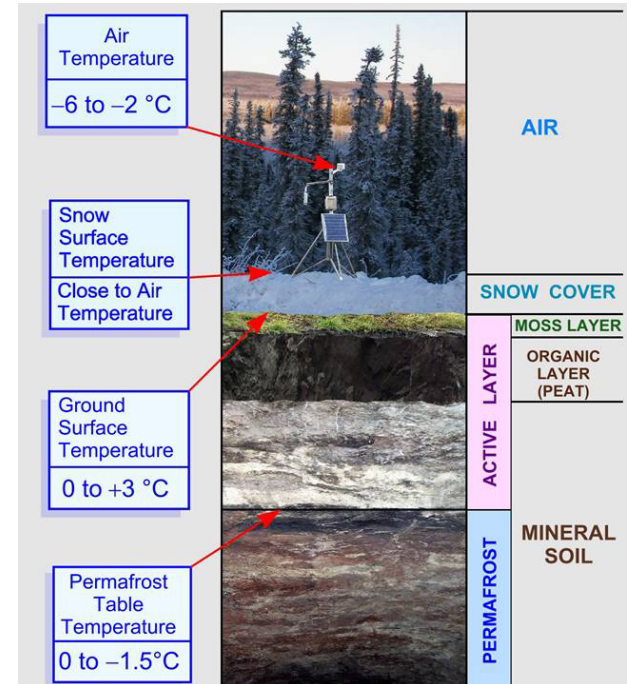 Air
Temperature
–6 to –2 °C
Snow
Surface
Temperature
Close to Air
Temperature
Ground
Surface
Temperature
0 to +3 °C
Permafrost
Table
Temperature
0 to –1.5°C
AIR
SNOW COVER
MOSS LAYER
ORGANIC
LAYER
(PEAT)
ACTIVE LAYER
MINERAL
SOIL
PERMAFROST